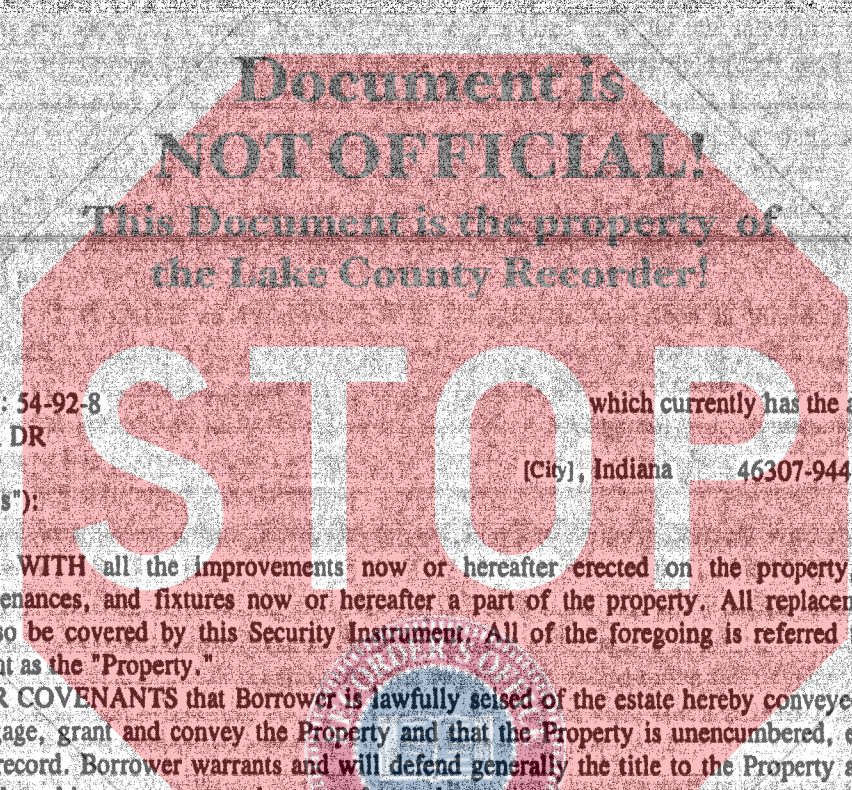 Document is
NOT OFFICIAL!
This Document is the property of
the Lake County Recorder!
STOP
: 54-92-8 which currently has the a
DR
[City], Indiana 46307-944
s"):
WITH all the improvements now or hereafter erected on the property,
enances, and fixtures now or hereafter a part of the property. All replacem
so be covered by this Security Instrument. All of the foregoing is referred
nt as the "Property."
R COVENANTS that Borrower is lawfully seised of the estate hereby conveye
gage, grant and convey the Property and that the Property is unencumbered, e
record. Borrower warrants and will defend generally the title to the Property a
RECORDER'S OFFI